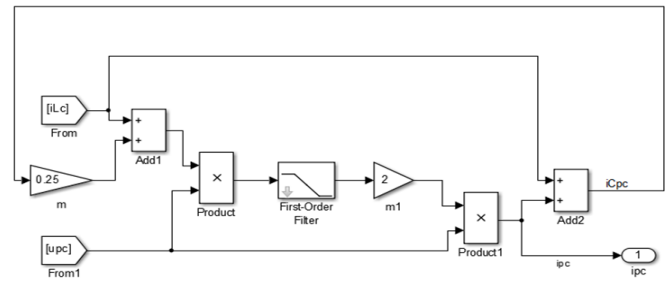 [iLc]
From
+
+
Add1
0.25
m
×
Product
First-Order
Filter
2
m1
×
Product1
+
+
Add2
iCpc
[upc]
From1
ipc
1
ipc